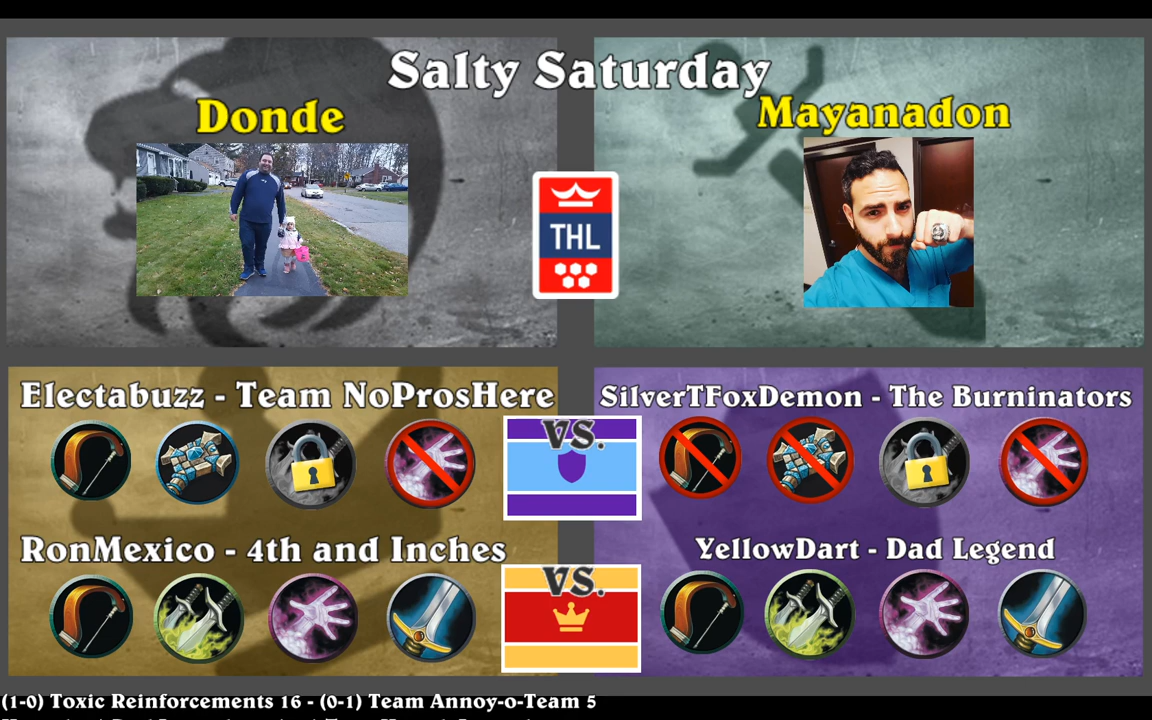 Salty Saturday
Donde
Mayanadon
THL
Electabuzz - Team NoProsHere
VS.
SilverTFoxDemon - The Burninators
RonMexico - 4th and Inches
VS.
YellowDart - Dad Legend
(1-0) Toxic Reinforcements 16 - (0-1) Team Annoy-o-Team 5